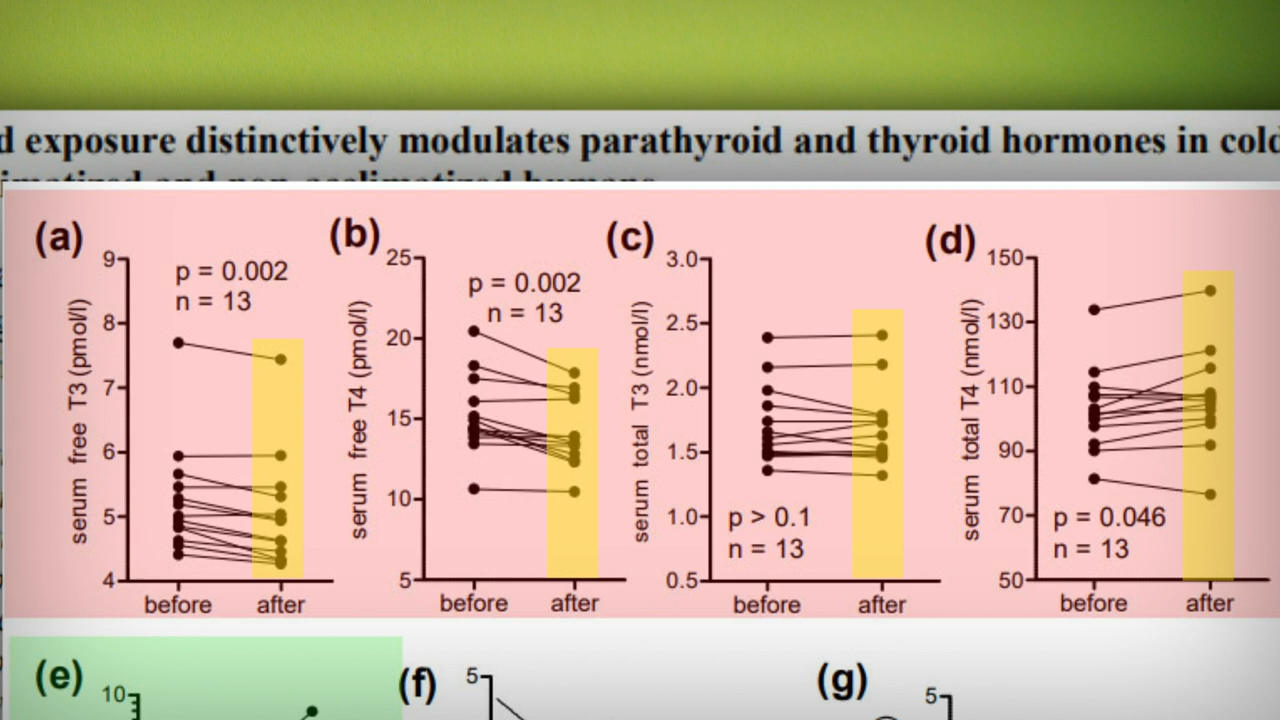 d exposure distinctively modulates parathyroid and thyroid hormones in cold
(a)
9
8
7
6
5
4
serum free T3 (pmol/l)
p = 0.002
n = 13
before after
(b)
25
20
15
10
5
serum free T4 (pmol/l)
p = 0.002
n = 13
before after
(c)
3.0
2.5
2.0
1.5
1.0
0.5
serum total T3 (nmol/l)
p > 0.1
n = 13
before after
(d)
150
130
110
90
70
50
serum total T4 (nmol/l)
p = 0.046
n = 13
before after
(e)
10
(f)
5
(g)
5